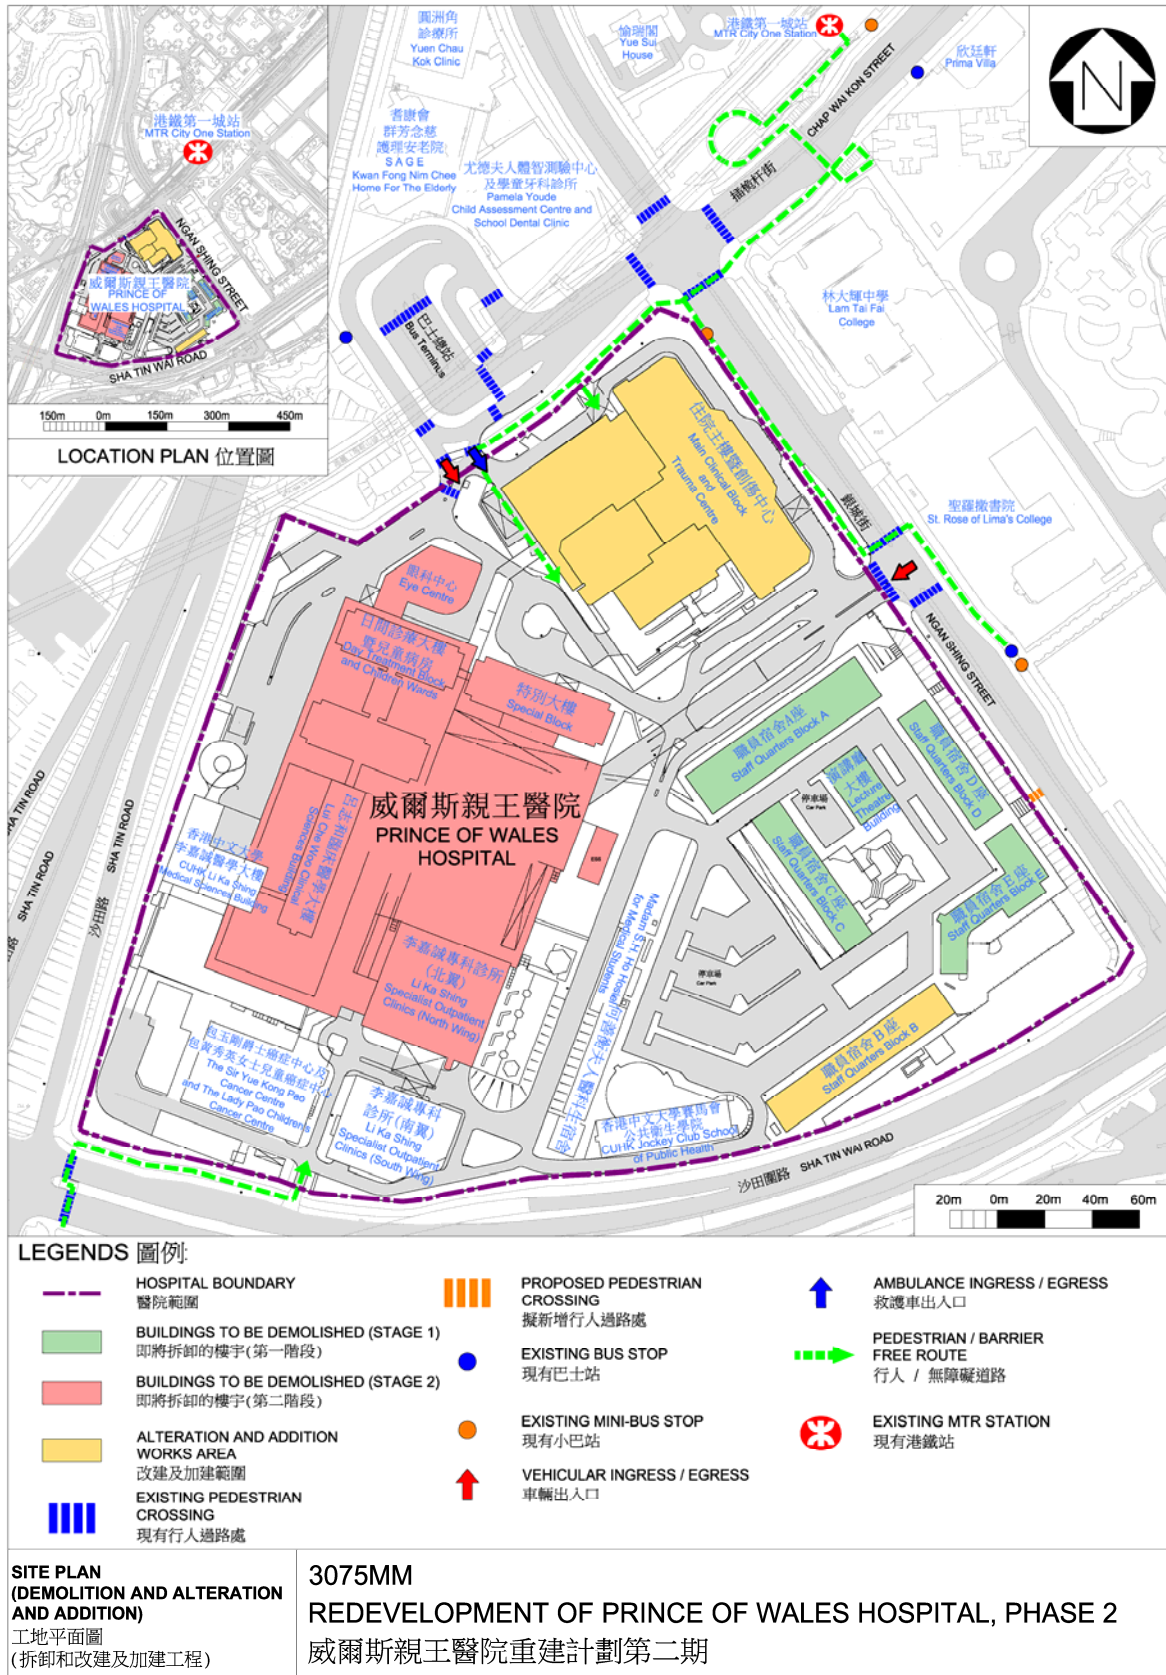 圓洲角
診療所
Yuen Chau
Kok Clinic
愉瑞閣
Yue Sui
House
港鐵第一城站
MTR City One Station
欣廷軒
Prima Villa
N
CHAP WAI KON STREET
插桅杆街
耆康會
群芳念慈
護理安老院
S A G E
Kwan Fong Nim Chee
Home For The Elderly
尤德夫人體智測驗中心
及學童牙科診所
Pamela Youde
Child Assessment Centre and
School Dental Clinic
港鐵第一城站
MTR City One Station
NGAN SHING STREET
威爾斯親王醫院
PRINCE OF
WALES HOSPITAL
SHA TIN WAI ROAD
150m 0m 150m 300m 450m
LOCATION PLAN 位置圖
巴士總站
Bus Terminus
林大輝中學
Lam Tai Fai
College
住院主樓暨創傷中心
Main Clinical Block
and
Trauma Centre
銀城街
聖羅撒書院
St. Rose of Lima's College
NGAN SHING STREET
眼科中心
Eye Centre
日間診療大樓
暨兒童病房
Day Treatment Block
and Children Wards
特別大樓
Special Block
職員宿舍A座
Staff Quarters Block A
職員宿舍D座
Staff Quarters Block D
演講廳
大樓
Lecture
Theatre
Building
停車場
Car Park
職員宿舍C座
Staff Quarters Block C
職員宿舍E座
Staff Quarters Block E
威爾斯親王醫院
PRINCE OF WALES
HOSPITAL
呂志和臨床醫學大樓
Lui Che Woo Clinical
Sciences Building
香港中文大學
李嘉誠醫學大樓
CUHK Li Ka Shing
Medical Sciences Building
SHA TIN ROAD
SHA TIN ROAD
SHA TIN ROAD
沙田路
李嘉誠專科診所
(北翼)
Li Ka Shing
Specialist Outpatient
Clinics (North Wing)
Madam S.H. Ho Hostel
for Medical Students
何善衡夫人醫科生宿舍
停車場
Car Park
職員宿舍B座
Staff Quarters Block B
包玉剛爵士癌症中心及
包黃秀英女士兒童癌症中心
The Sir Yue Kong Pao
Cancer Centre
and The Lady Pao Children's
Cancer Centre
李嘉誠專科
診所(南翼)
Li Ka Shing
Specialist Outpatient
Clinics (South Wing)
香港中文大學賽馬會
公共衛生學院
CUHK Jockey Club School
of Public Health
沙田圍路 SHA TIN WAI ROAD
20m 0m 20m 40m 60m
LEGENDS 圖例:
HOSPITAL BOUNDARY
醫院範圍
BUILDINGS TO BE DEMOLISHED (STAGE 1)
即將拆卸的樓宇(第一階段)
BUILDINGS TO BE DEMOLISHED (STAGE 2)
即將拆卸的樓宇(第二階段)
ALTERATION AND ADDITION
WORKS AREA
改建及加建範圍
EXISTING PEDESTRIAN
CROSSING
現有行人過路處
PROPOSED PEDESTRIAN
CROSSING
擬新增行人過路處
EXISTING BUS STOP
現有巴士站
EXISTING MINI-BUS STOP
現有小巴站
VEHICULAR INGRESS / EGRESS
車輛出入口
AMBULANCE INGRESS / EGRESS
救護車出入口
PEDESTRIAN / BARRIER
FREE ROUTE
行人 / 無障礙道路
EXISTING MTR STATION
現有港鐵站
SITE PLAN
(DEMOLITION AND ALTERATION
AND ADDITION)
工地平面圖
(拆卸和改建及加建工程)
3075MM
REDEVELOPMENT OF PRINCE OF WALES HOSPITAL, PHASE 2
威爾斯親王醫院重建計劃第二期